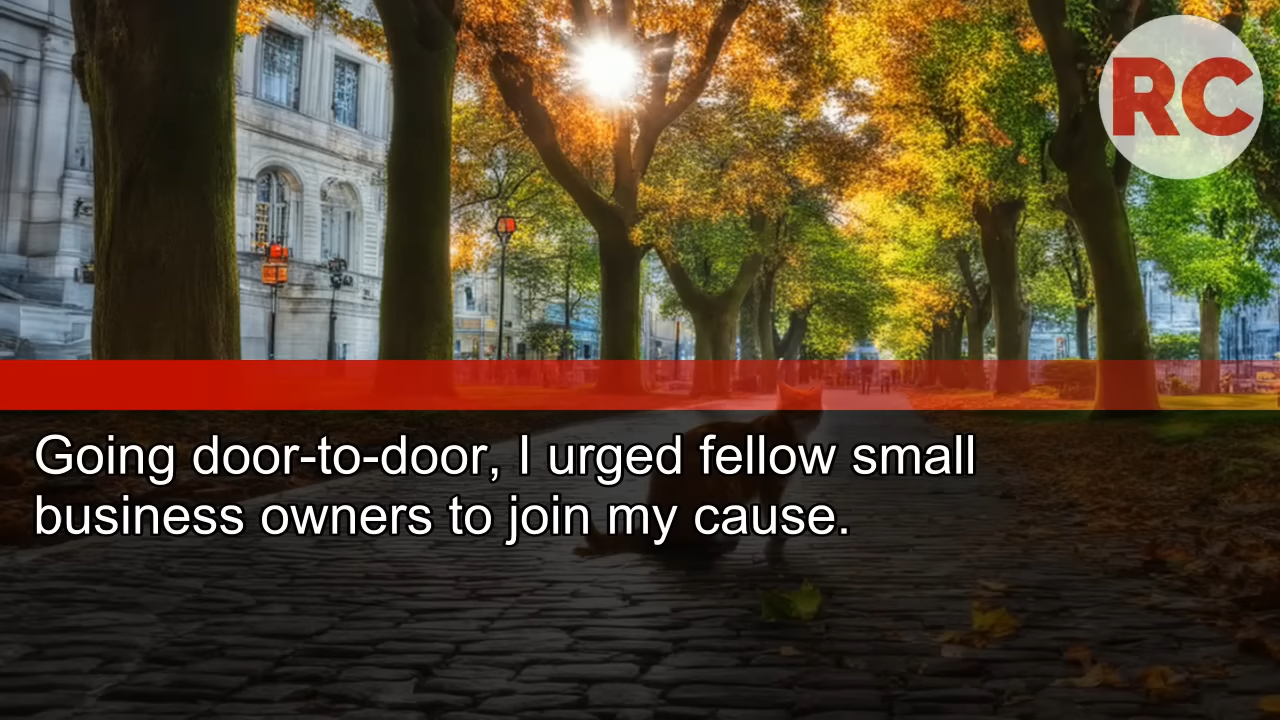 RC
Going door-to-door, I urged fellow small
business owners to join my cause.